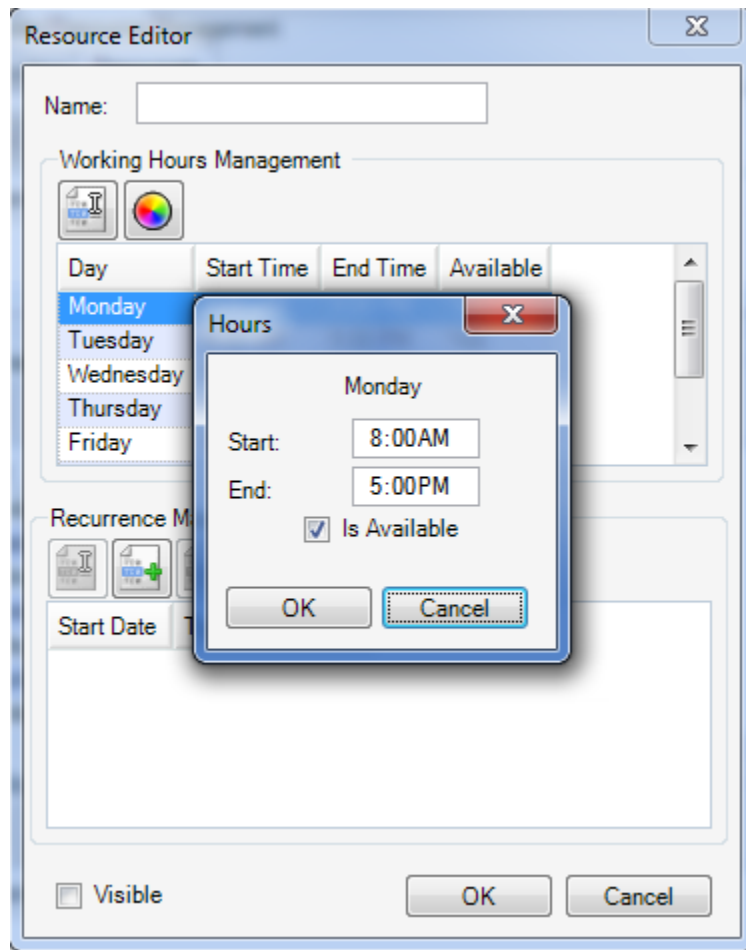 Resource Editor
Name:
Working Hours Management
Day Start Time End Time Available
Monday
Tuesday
Wednesday
Thursday
Friday
Hours
Monday
Start: 8:00AM
End: 5:00PM
Is Available
OK Cancel
Recurrence
Start Date
Visible
OK Cancel